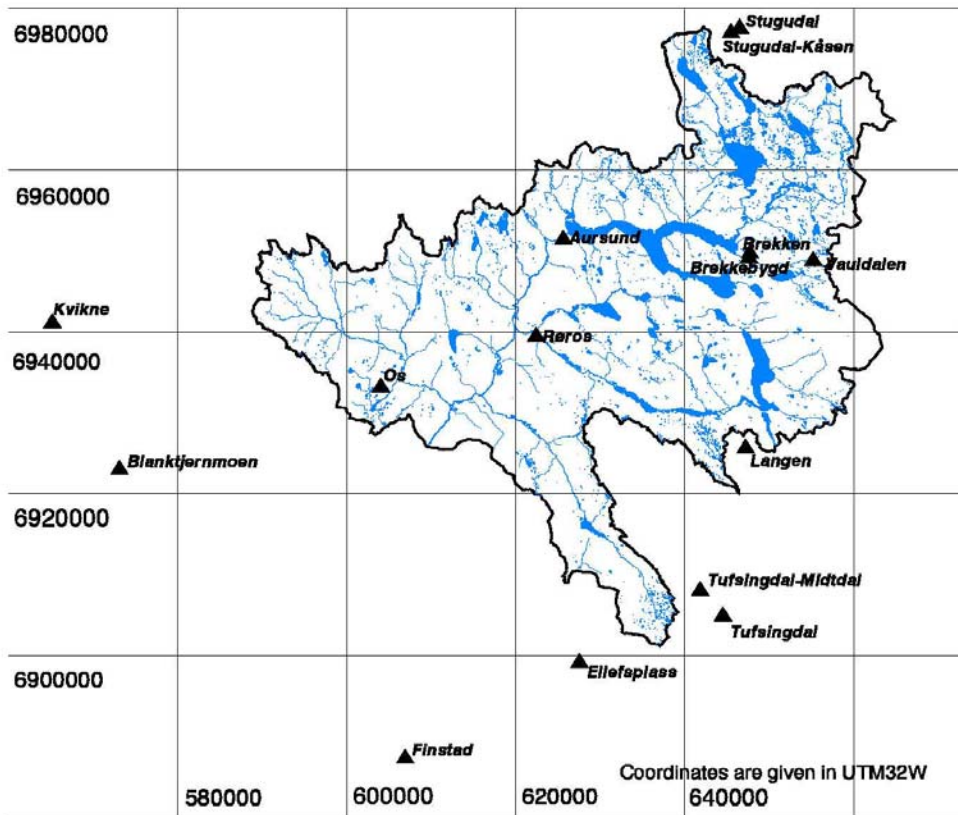 6980000
Stugudal
Stugudal-Kåsen
6960000
Aursund
Brekken
Brekkebygd
Vauldalen
Kvikne
6940000
Røros
Os
Blanktjernmoen
Langen
6920000
Tufsingdal-Midtdal
Tufsingdal
6900000
Ellefsplass
Finstad
Coordinates are given in UTM32W
580000
600000
620000
640000